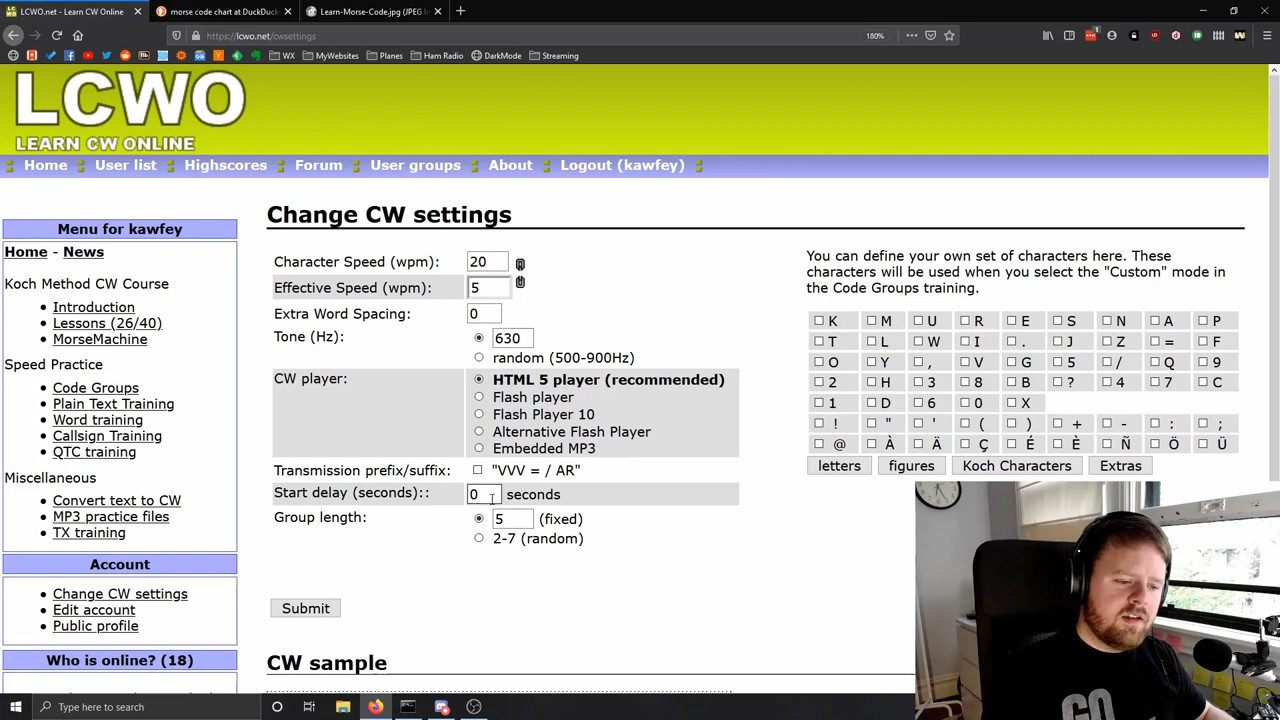 LCWO.net - Learn CW Online
morse code chart at DuckDuck
Learn-Morse-Code.jpg (JPEG In
https://lcwo.net/cwsettings
180%
WX
MyWebsites
Planes
Ham Radio
DarkMode
Streaming
LCWO
LEARN CW ONLINE
Home User list Highscores Forum User groups About Logout (kawfey)
Menu for kawfey
Home - News
Koch Method CW Course
Introduction
Lessons (26/40)
MorseMachine
Speed Practice
Code Groups
Plain Text Training
Word training
Callsign Training
QTC training
Miscellaneous
Convert text to CW
MP3 practice files
TX training
Account
Change CW settings
Edit account
Public profile
Who is online? (18)
Change CW settings
Character Speed (wpm): 20
Effective Speed (wpm): 5
Extra Word Spacing: 0
Tone (Hz): 630
random (500-900Hz)
CW player: HTML 5 player (recommended)
Flash player
Flash Player 10
Alternative Flash Player
Embedded MP3
Transmission prefix/suffix: "VVV = / AR"
Start delay (seconds):: 0 seconds
Group length: 5 (fixed)
2-7 (random)
Submit
CW sample
You can define your own set of characters here. These
characters will be used when you select the "Custom" mode in
the Code Groups training.
K M U R E S N A P
T L W I . J Z = F
O Y , V G 5 / Q 9
2 H 3 8 B ? 4 7 C
1 D 6 0 X
! " ' ( ) + - : ;
@ À Ä Ç É È Ñ Ö Ü
letters figures Koch Characters Extras
GO
Type here to search